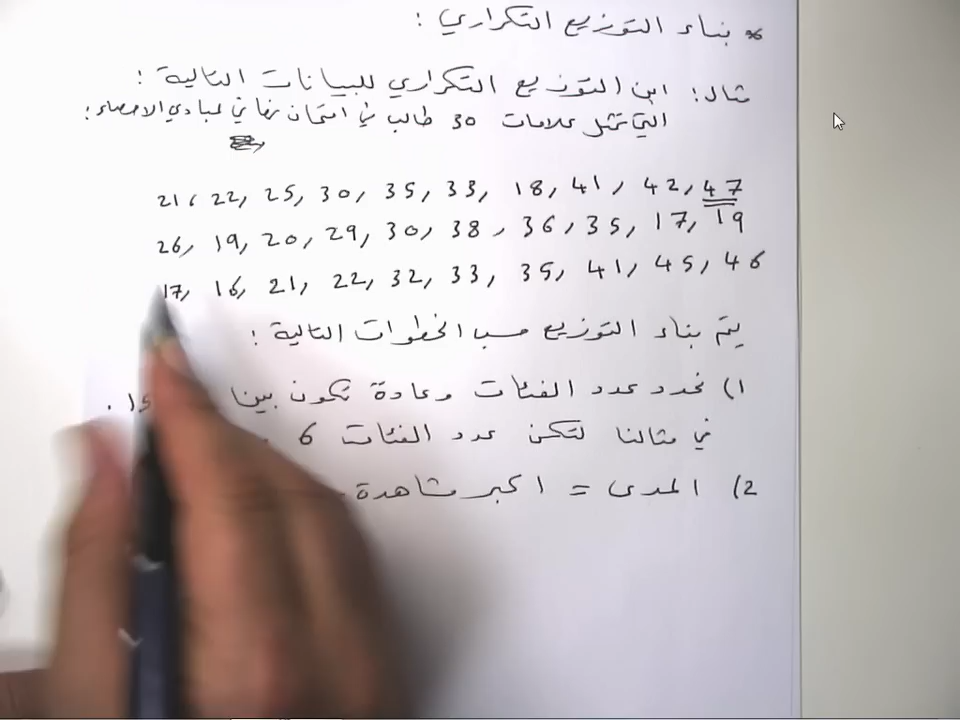 * بناء التوزيع التكراري :
مثال : ابن التوزيع التكراري للبيانات التالية :
التي تمثل علامات 30 طالب في امتحان نهائي لمبادئ الاحصاء :
21, 22, 25, 30, 35, 33, 18, 41, 42, 47
26, 19, 20, 29, 30, 38, 36, 35, 17, 19
17, 16, 21, 22, 32, 33, 35, 41, 45, 46
يتم بناء التوزيع حسب الخطوات التالية :
1) نحدد عدد الفئات وعادة تكون بين
في مثالنا لتكن عدد الفئات 6
2) المدى = اكبر مشاهدة -